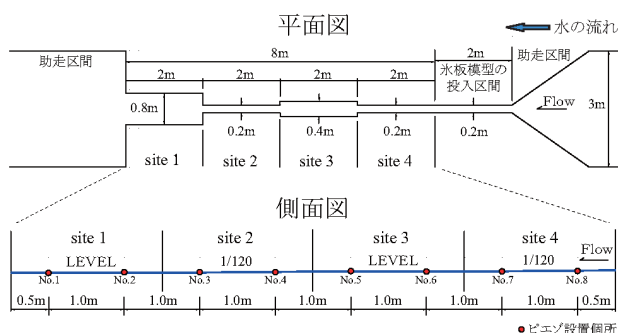 平面図
水の流れ
助走区間
8m
2m
助走区間
2m
2m
2m
2m
氷板模型の
投入区間
Flow
0.8m
3m
0.2m
0.4m
0.2m
0.2m
site 1
site 2
site 3
site 4
側面図
site 1
site 2
site 3
site 4
Flow
LEVEL
1/120
LEVEL
1/120
No.1
No.2
No.3
No.4
No.5
No.6
No.7
No.8
0.5m
1.0m
1.0m
1.0m
1.0m
1.0m
1.0m
1.0m
0.5m
ピエゾ設置個所